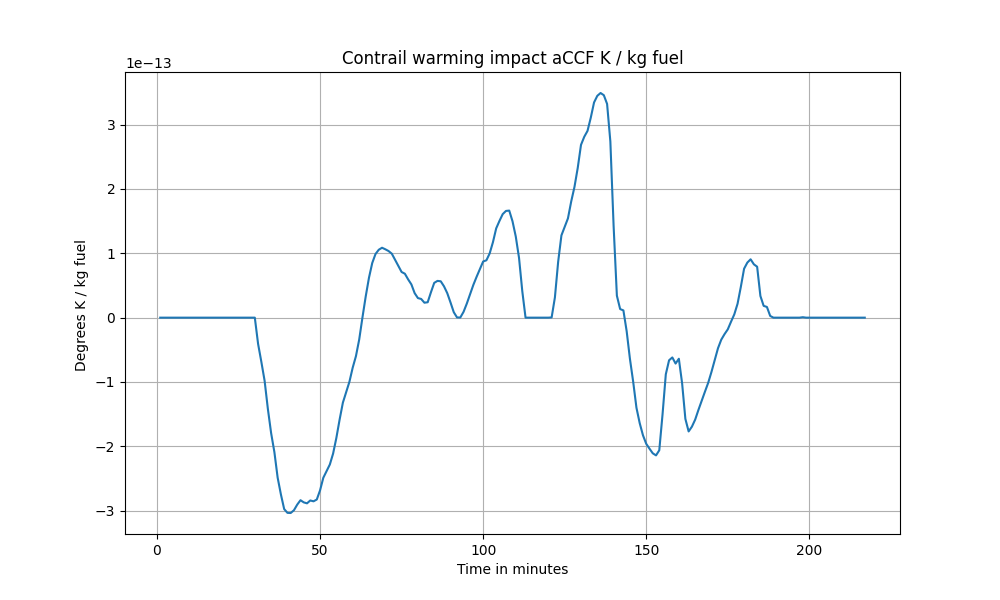 Contrail warming impact aCCF K / kg fuel
1e−13
3
2
1
0
−1
−2
−3
Degrees K / kg fuel
0 50 100 150 200
Time in minutes